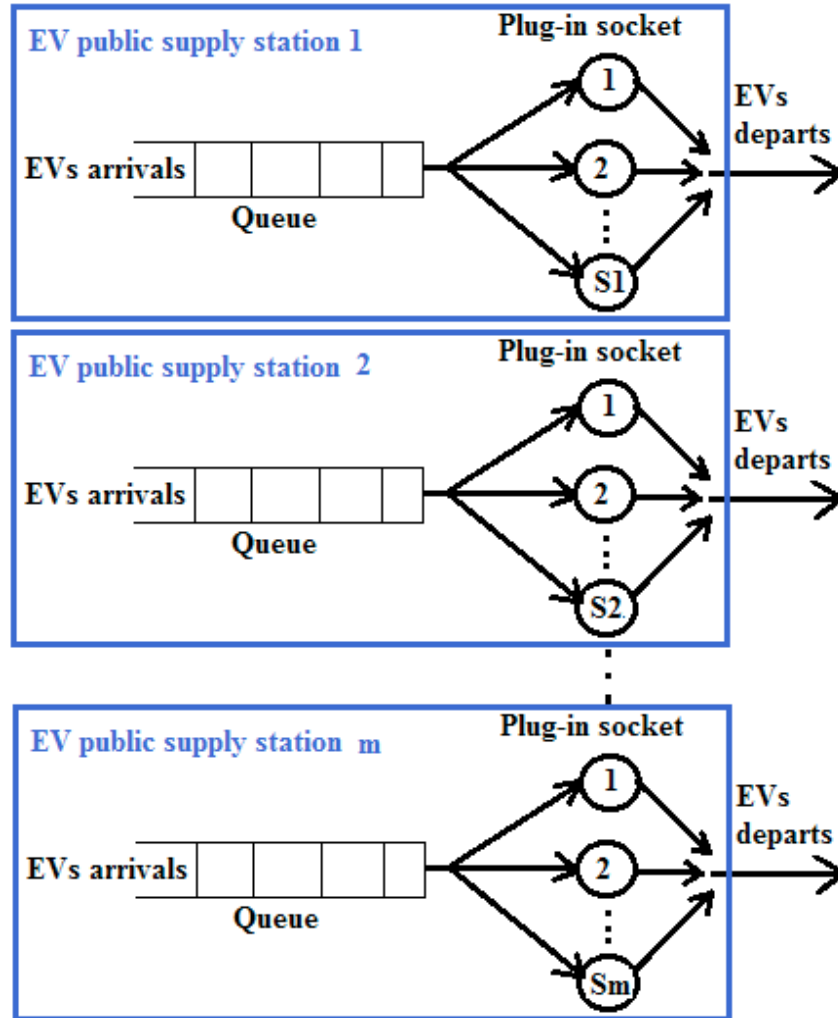 EV public supply station 1
Plug-in socket
1
EVs
departs
EVs arrivals
2
Queue
S1
EV public supply station 2
Plug-in socket
1
EVs
departs
EVs arrivals
2
Queue
S2
EV public supply station m
Plug-in socket
1
EVs
departs
EVs arrivals
2
Queue
Sm